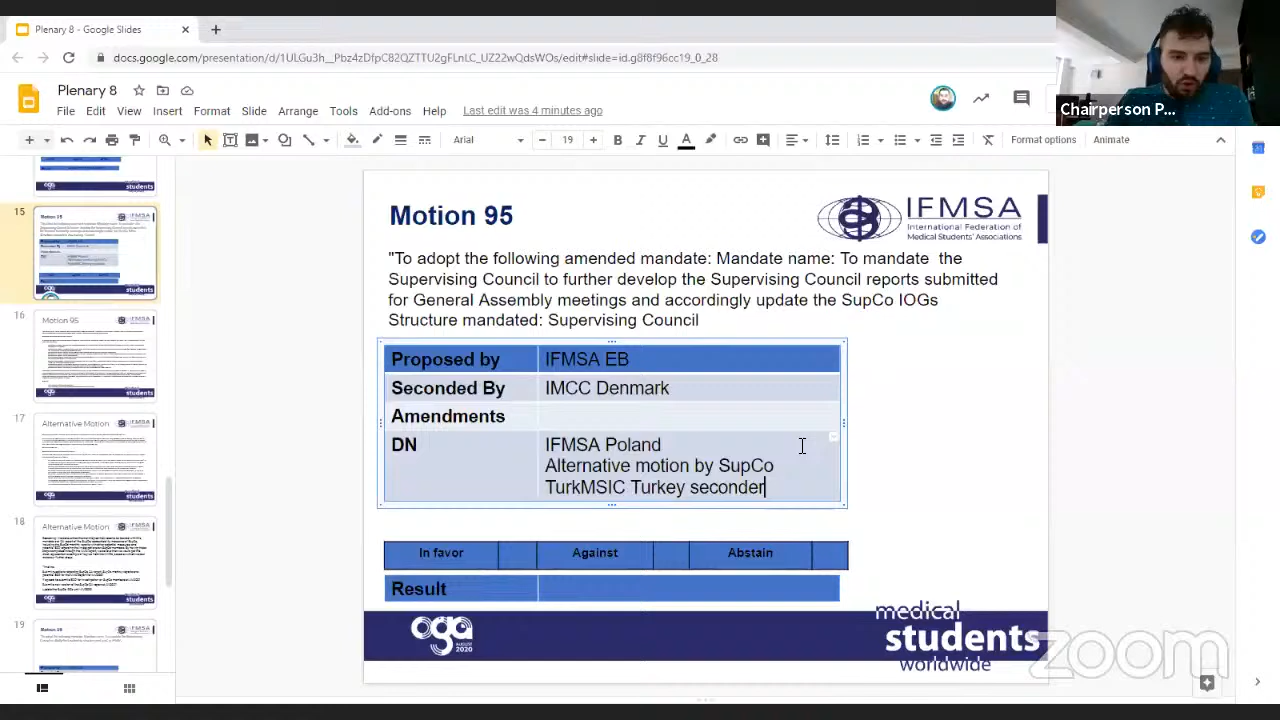 Plenary 8 - Google Slides
docs.google.com/presentation/d/1ULGu3h__Pbz4zDfpC82QZTTU2gFLnLC_UZ22wQdsWOs/edit#slide=id.g8f8f96cc19_0_28
Plenary 8
File Edit View Insert Format Slide Arrange Tools
Last edit was 4 minutes ago
Chairperson P...
Arial
19
Format options
Animate
15
16
Motion 95
17
Alternative Motion
18
Alternative Motion
19
Motion 35
IFMSA
International Federation of
Medical Students' Associations
"To adopt the following amended mandate: Mandate name: To mandate the
Supervising Council to further develop the Supervising Council reports submitted
for General Assembly meetings and accordingly update the SupCo IOGs
Structure mandated: Supervising Council
Proposed By IFMSA EB
Seconded By IMCC Denmark
Amendments
DN IFMSA Poland
Alternative motion by SupCo
TurkMSIC Turkey seconder
In favor Against Abstain
Result
oga
AUGUST
2020
medical
students
worldwide
zoom